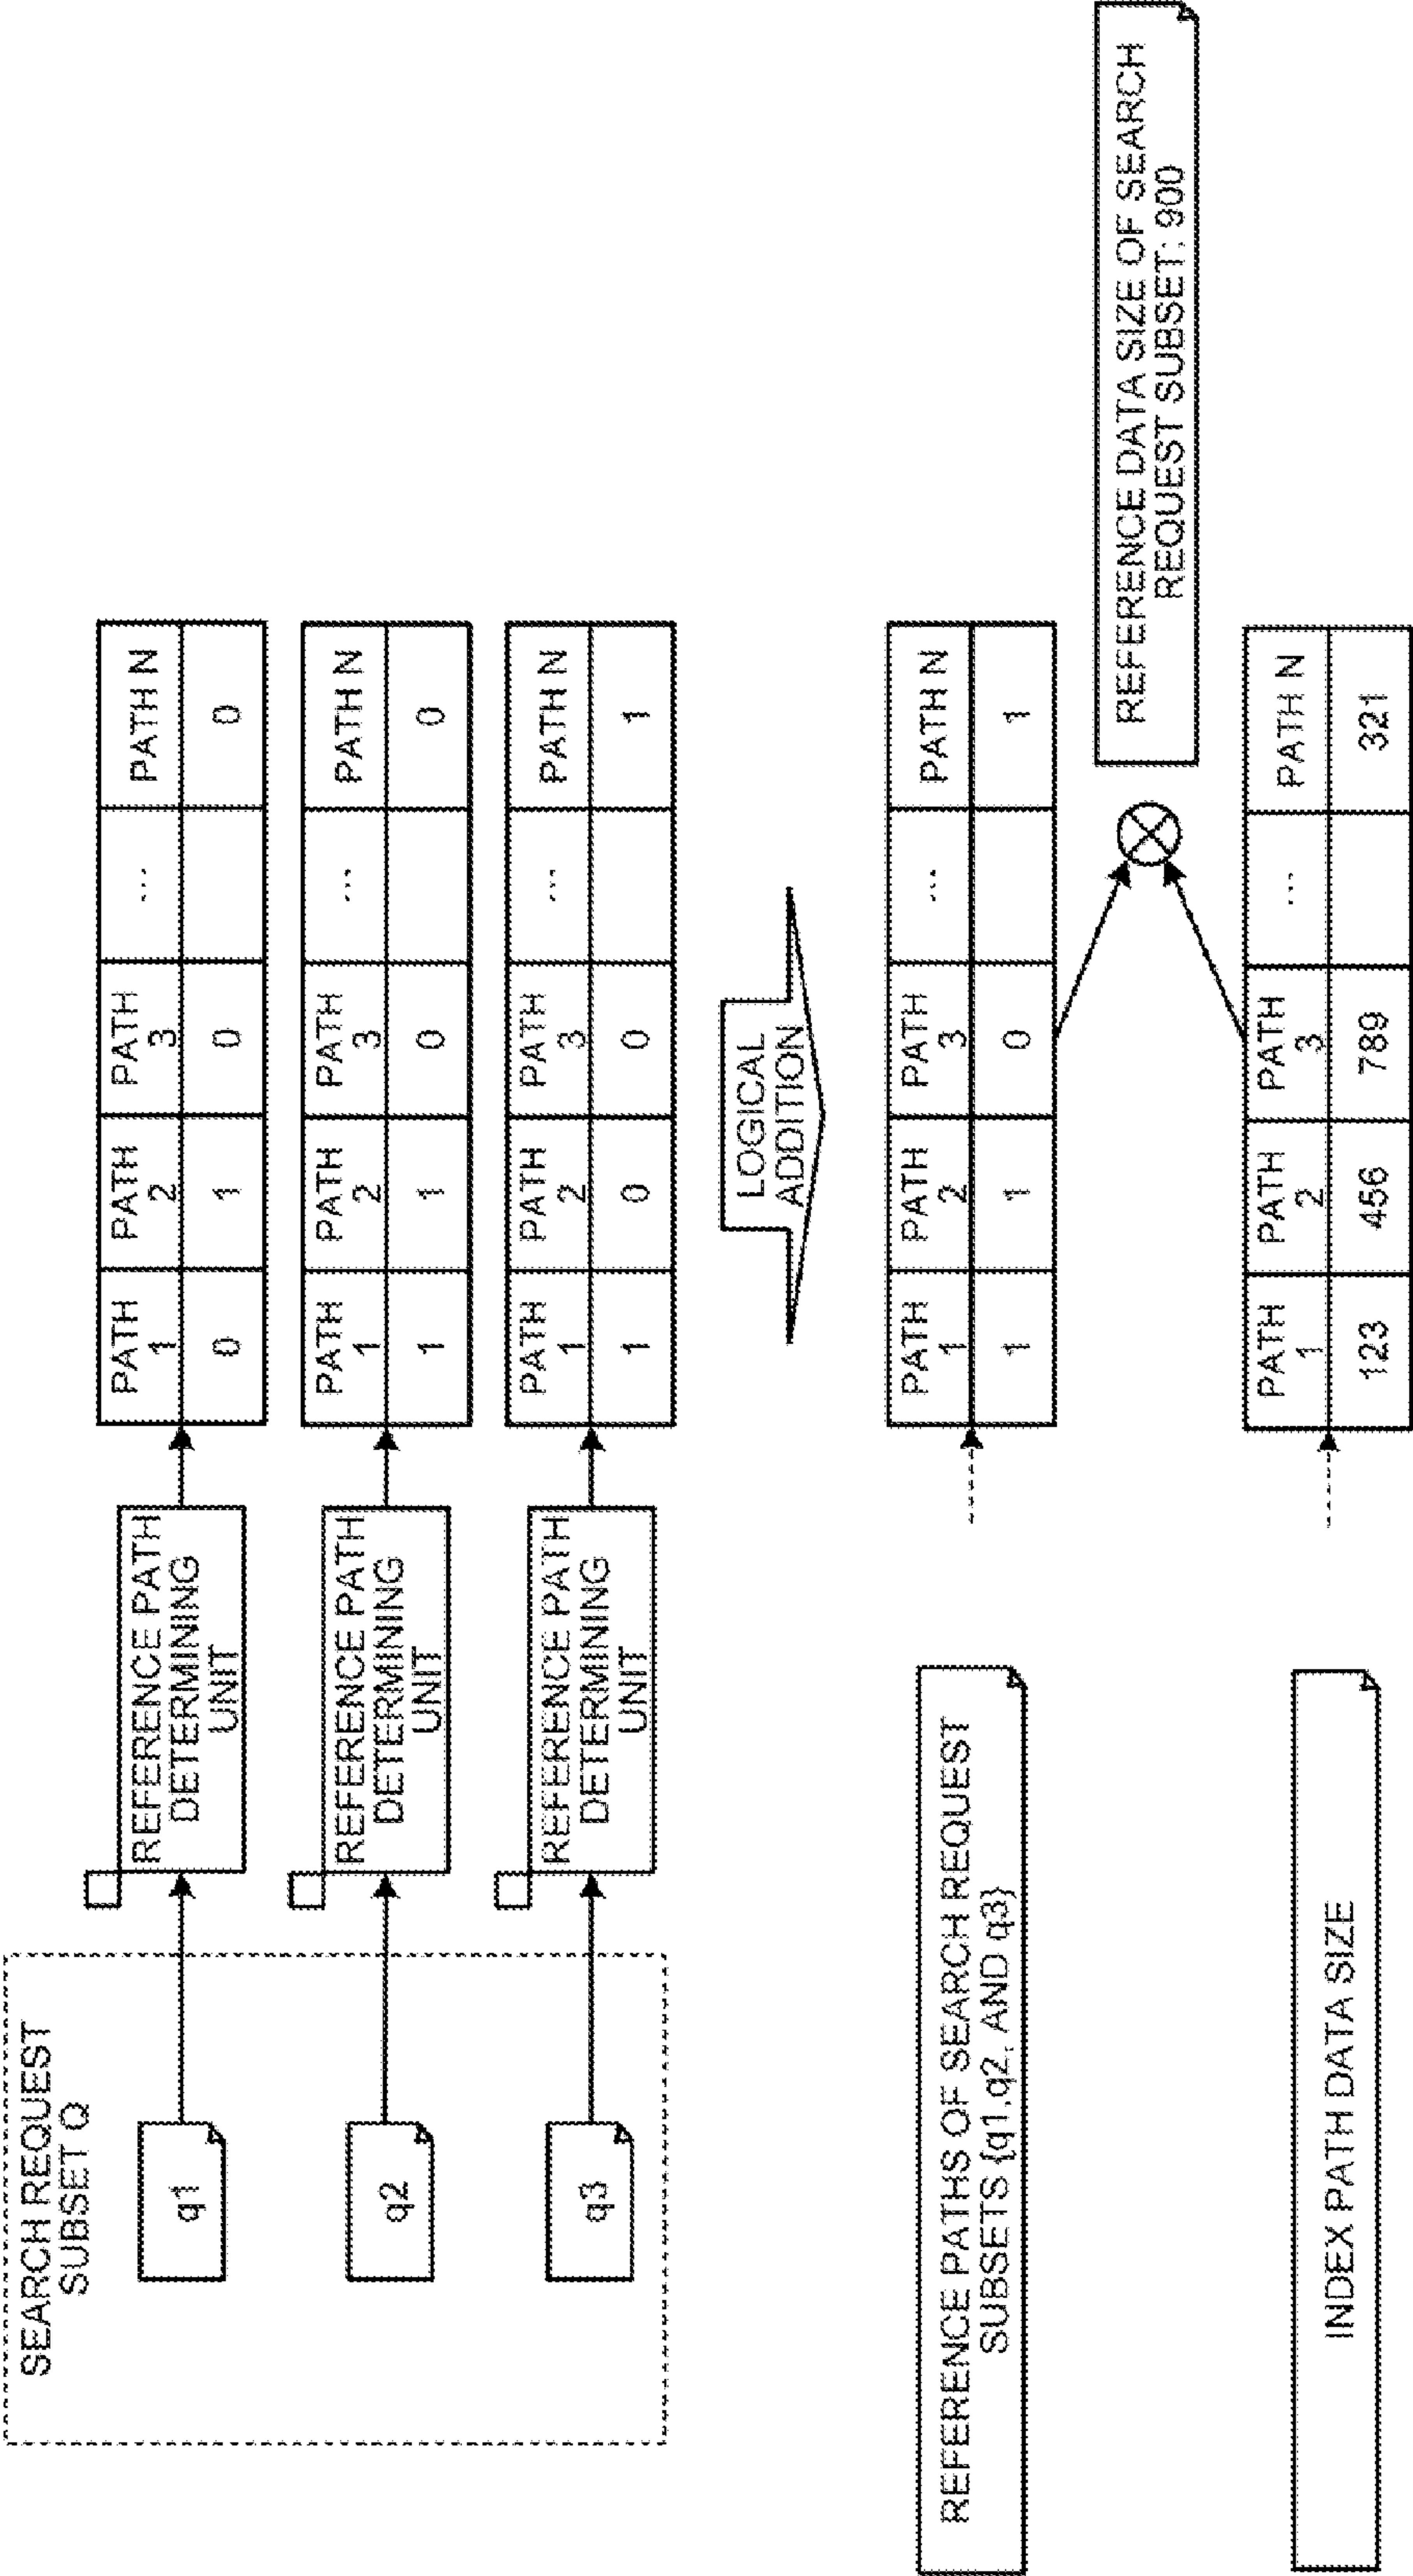 SEARCH REQUEST
SUBSET Q
q1
REFERENCE PATH
DETERMINING
UNIT
PATH
1
PATH
2
PATH
3
...
PATH N
0
1
0
0
q2
REFERENCE PATH
DETERMINING
UNIT
PATH
1
PATH
2
PATH
3
...
PATH N
1
1
0
0
q3
REFERENCE PATH
DETERMINING
UNIT
PATH
1
PATH
2
PATH
3
...
PATH N
1
0
0
1
LOGICAL
ADDITION
REFERENCE PATHS OF SEARCH REQUEST
SUBSETS {q1,q2, AND q3}
PATH
1
PATH
2
PATH
3
...
PATH N
1
1
0
1
REFERENCE DATA SIZE OF SEARCH
REQUEST SUBSET: 900
INDEX PATH DATA SIZE
PATH
1
PATH
2
PATH
3
...
PATH N
123
456
789
321